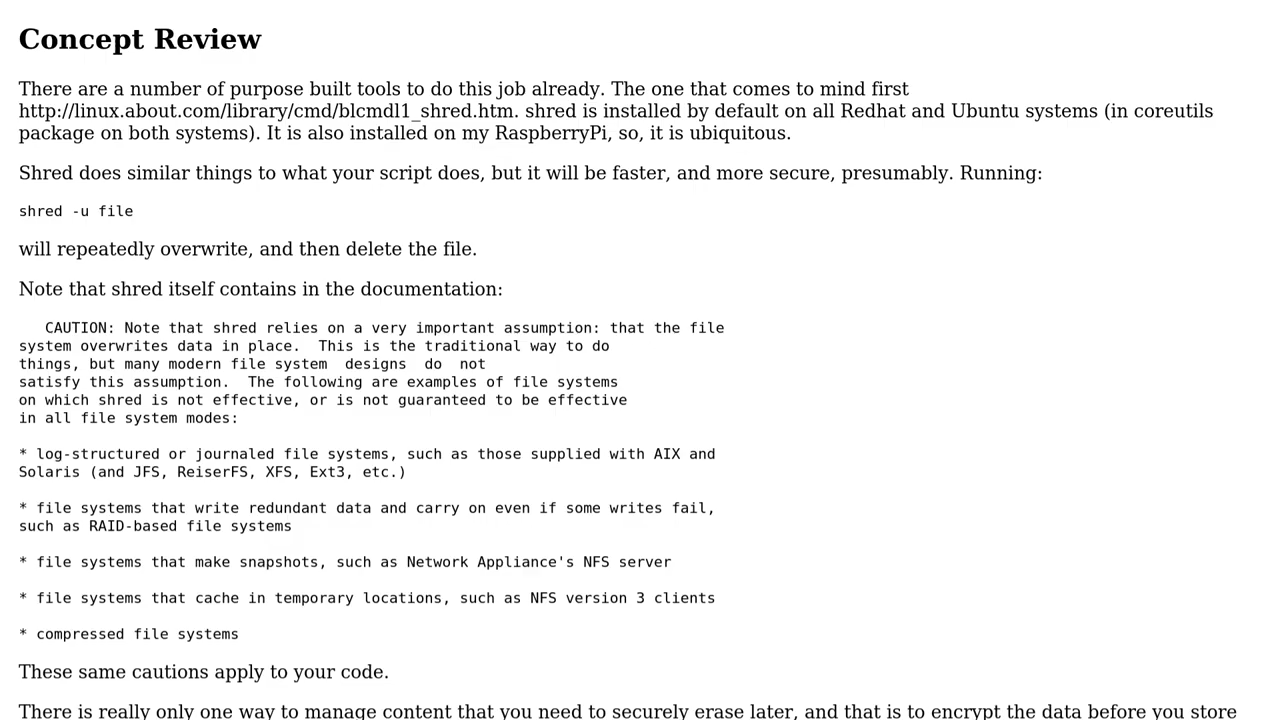 Concept Review
There are a number of purpose built tools to do this job already. The one that comes to mind first
http://linux.about.com/library/cmd/blcmdl1_shred.htm. shred is installed by default on all Redhat and Ubuntu systems (in coreutils
package on both systems). It is also installed on my RaspberryPi, so, it is ubiquitous.
Shred does similar things to what your script does, but it will be faster, and more secure, presumably. Running:
shred -u file
will repeatedly overwrite, and then delete the file.
Note that shred itself contains in the documentation:
   CAUTION: Note that shred relies on a very important assumption: that the file
system overwrites data in place.  This is the traditional way to do
things, but many modern file system  designs  do  not
satisfy this assumption.  The following are examples of file systems
on which shred is not effective, or is not guaranteed to be effective
in all file system modes:
* log-structured or journaled file systems, such as those supplied with AIX and
Solaris (and JFS, ReiserFS, XFS, Ext3, etc.)
* file systems that write redundant data and carry on even if some writes fail,
such as RAID-based file systems
* file systems that make snapshots, such as Network Appliance's NFS server
* file systems that cache in temporary locations, such as NFS version 3 clients
* compressed file systems
These same cautions apply to your code.
There is really only one way to manage content that you need to securely erase later, and that is to encrypt the data before you store